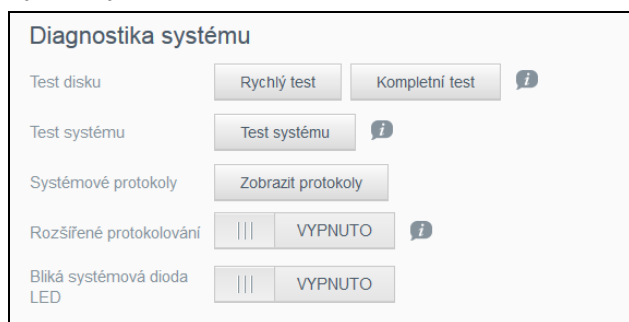 Diagnostika systému
Test disku Rychlý test Kompletní test
Test systému Test systému
Systémové protokoly Zobrazit protokoly
Rozšířené protokolování VYPNUTO
Bliká systémová dioda
LED VYPNUTO